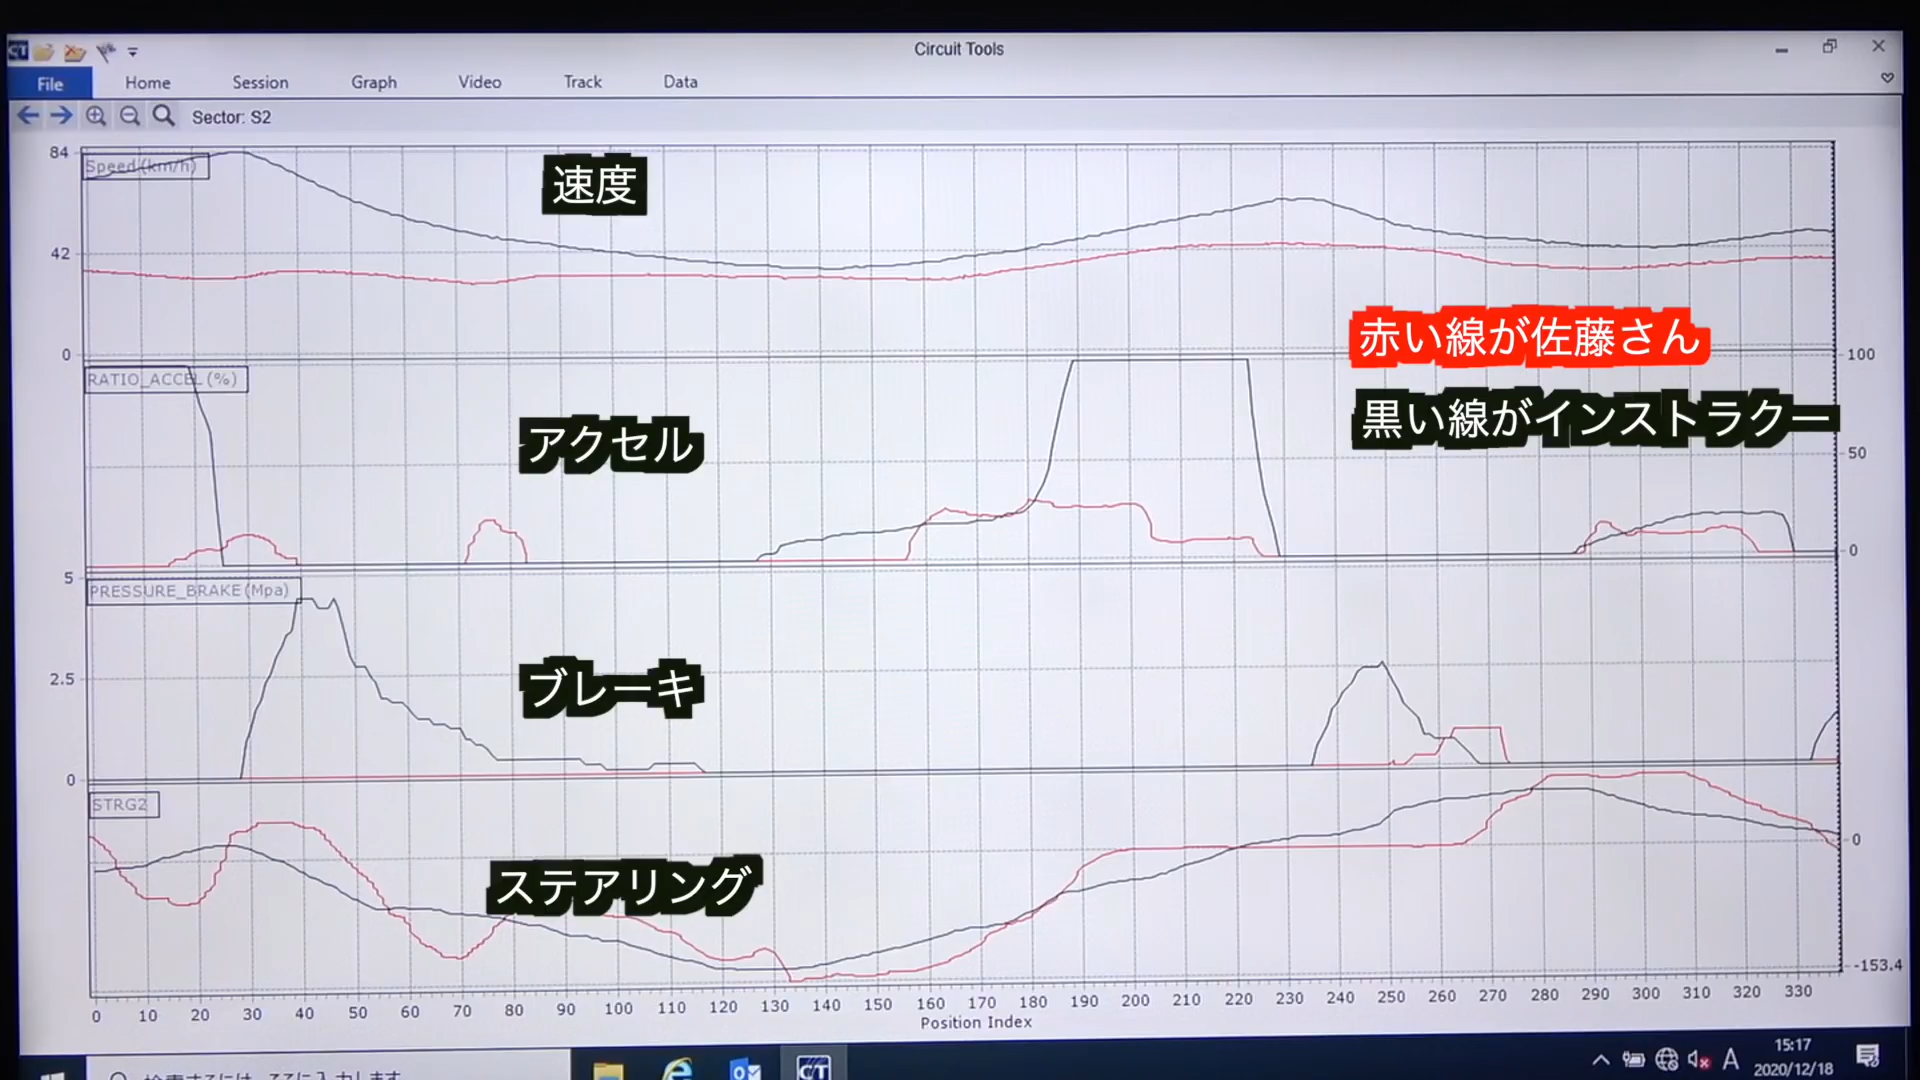 CT
Circuit Tools
File Home Session Graph Video Track Data
Sector: S2
84
Speed (km/h)
速度
42
0
赤い線が佐藤さん
100
RATIO_ACCEL (%)
黒い線がインストラクー
アクセル
50
0
5
PRESSURE_BRAKE (Mpa)
2.5
ブレーキ
0
STRG2
0
ステアリング
-153.4
0 10 20 30 40 50 60 70 80 90 100 110 120 130 140 150 160 170 180 190 200 210 220 230 240 250 260 270 280 290 300 310 320 330
Position Index
A
15:17
2020/12/18
CT